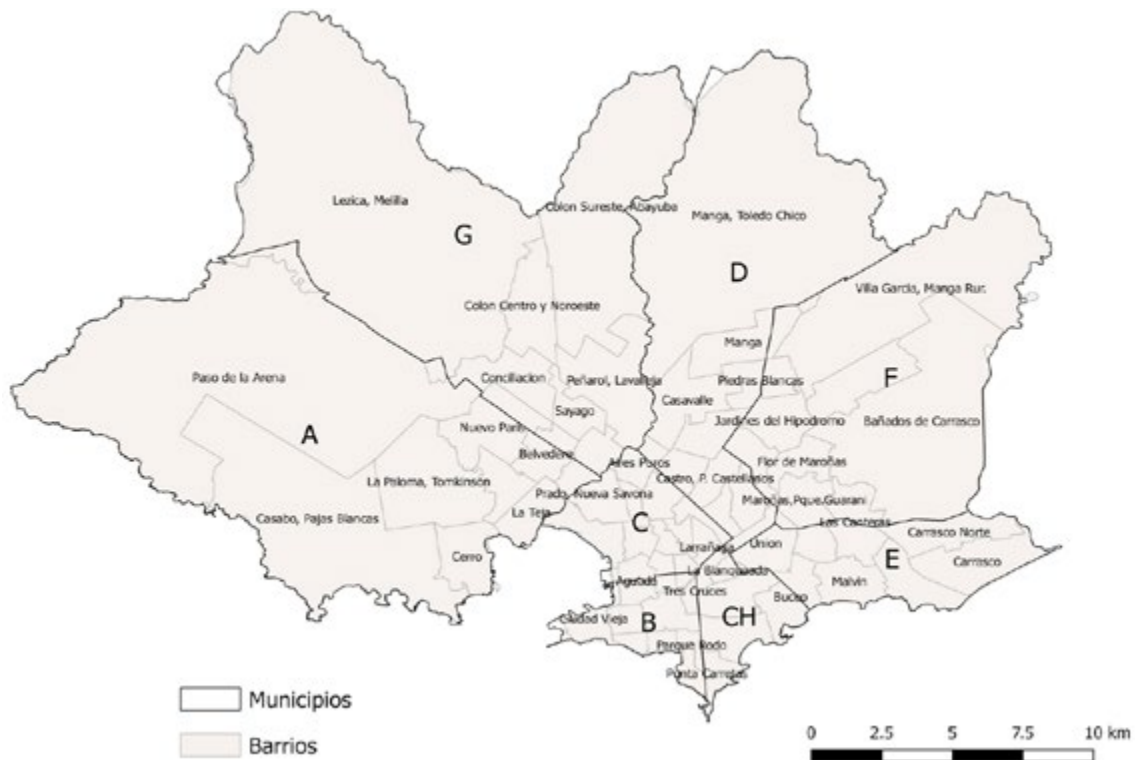 Lezica, Melilla
Colon Sureste, Abayuba
Manga, Toledo Chico
G
D
Villa Garcia, Manga Rur.
Colon Centro y Noroeste
Manga
Paso de la Arena
Conciliacion
Peñarol, Lavalleja
Piedras Blancas
F
Casavalle
Sayago
Jardines del Hipodromo
Bañados de Carrasco
A
Nuevo Paris
Belvedere
Aires Puros
Flor de Maroñas
La Paloma, Tomkinson
Castro, P. Castellanos
Prado, Nueva Savona
Maroñas, Pque. Guarani
La Teja
Casabo, Pajas Blancas
C
Las Canteras
Carrasco Norte
Larrañaga
Union
Cerro
La Blanqueada
E
Carrasco
Aguada
Malvin
Tres Cruces
Buceo
Ciudad Vieja
B
CH
Parque Rodo
Punta Carretas
Municipios
Barrios
0 2.5 5 7.5 10 km